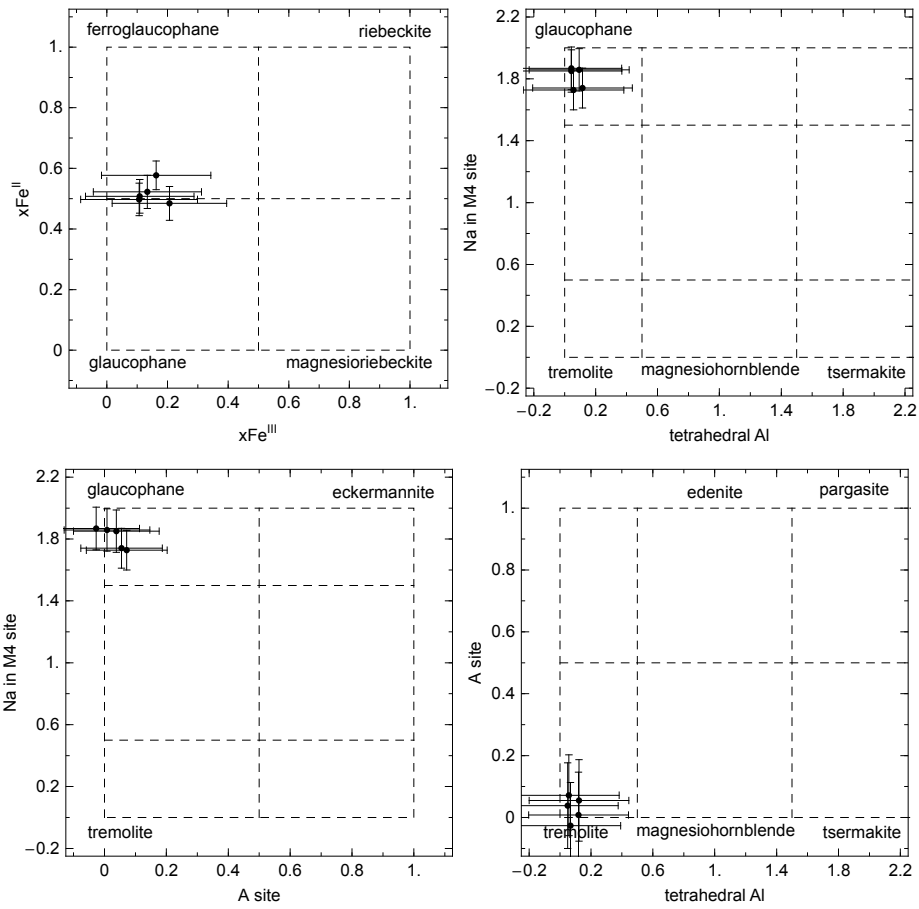 ferroglaucophane riebeckite
1.
0.8
0.6
0.4
0.2
0
xFeII
glaucophane magnesioriebeckite
0 0.2 0.4 0.6 0.8 1.
xFeIII
2.2
1.8
1.4
1.
0.6
0.2
−0.2
Na in M4 site
glaucophane
tremolite magnesiohornblende tsermakite
−0.2 0.2 0.6 1. 1.4 1.8 2.2
tetrahedral Al
2.2
1.8
1.4
1.
0.6
0.2
−0.2
Na in M4 site
glaucophane eckermannite
tremolite
0 0.2 0.4 0.6 0.8 1.
A site
1.
0.8
0.6
0.4
0.2
0
A site
edenite pargasite
tremolite magnesiohornblende tsermakite
−0.2 0.2 0.6 1. 1.4 1.8 2.2
tetrahedral Al